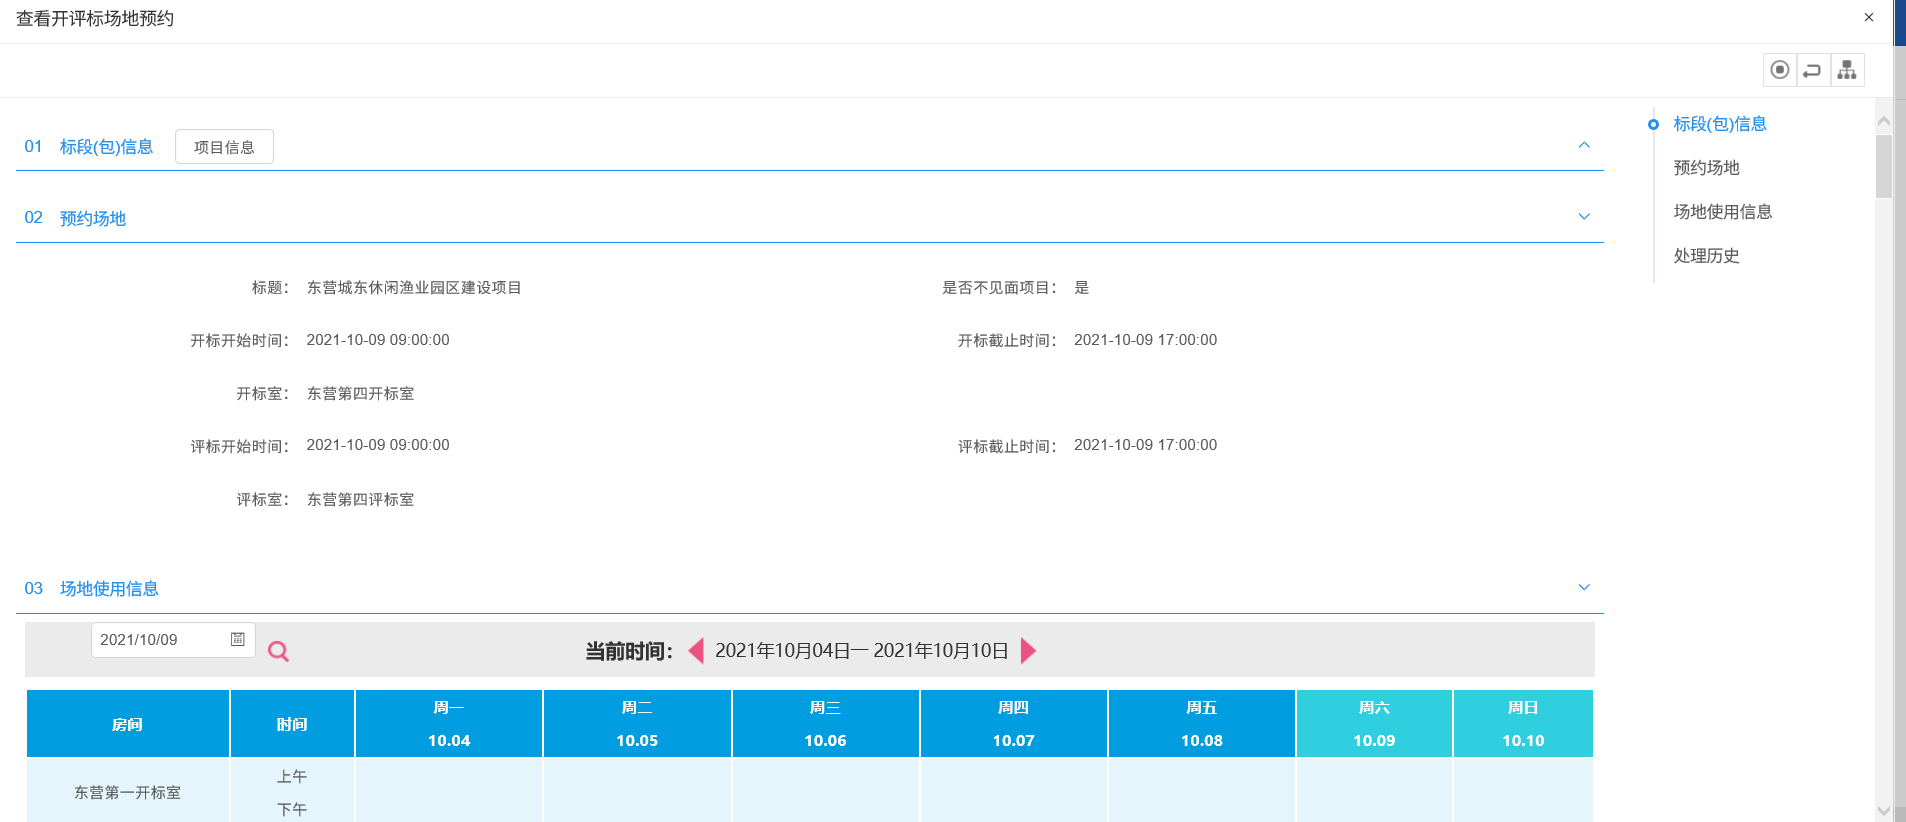 查看开评标场地预约
×
01 标段(包)信息 项目信息
02 预约场地
标题： 东营城东休闲渔业园区建设项目 是否不见面项目： 是
开标开始时间： 2021-10-09 09:00:00 开标截止时间： 2021-10-09 17:00:00
开标室： 东营第四开标室
评标开始时间： 2021-10-09 09:00:00 评标截止时间： 2021-10-09 17:00:00
评标室： 东营第四评标室
03 场地使用信息
2021/10/09 当前时间： 2021年10月04日— 2021年10月10日
房间 时间 周一 周二 周三 周四 周五 周六 周日
10.04 10.05 10.06 10.07 10.08 10.09 10.10
东营第一开标室 上午
下午
标段(包)信息
预约场地
场地使用信息
处理历史